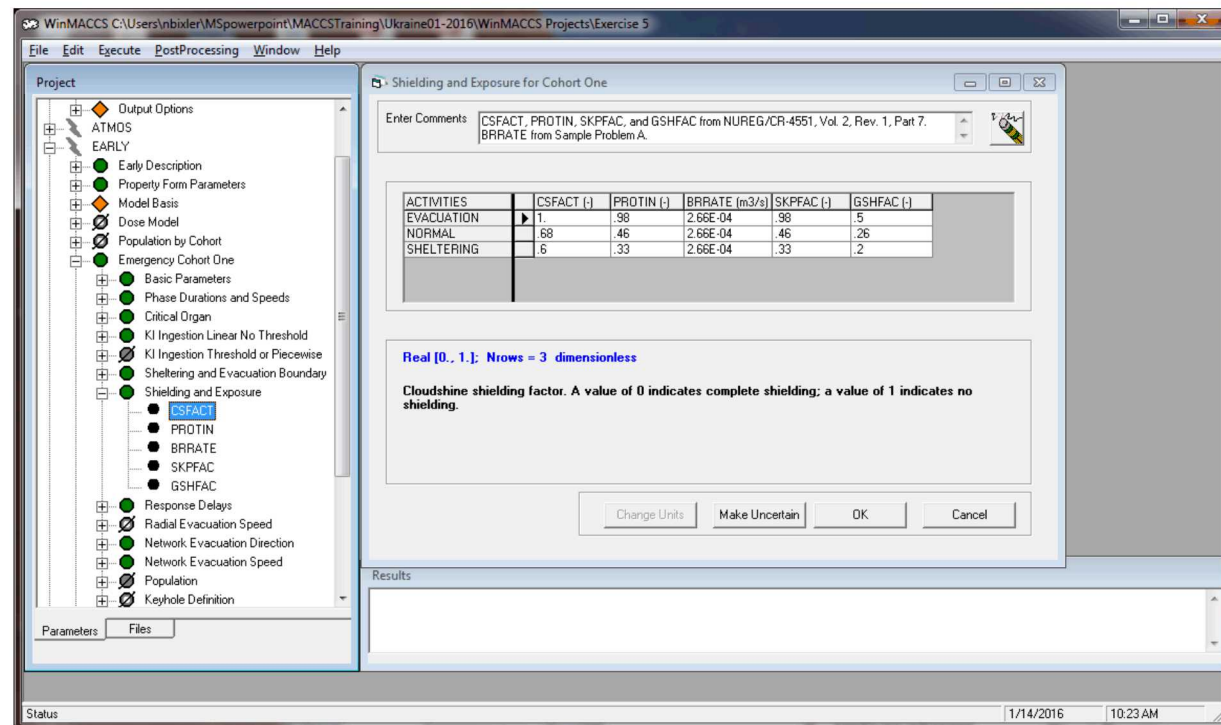 WinMACCS C:\Users\nbixler\MSpowerpoint\MACCSTraining\Ukraine01-2016\WinMACCS Projects\Exercise 5
File Edit Execute PostProcessing Window Help
Project
Output Options
ATMOS
EARLY
Early Description
Property Form Parameters
Model Basis
Dose Model
Population by Cohort
Emergency Cohort One
Basic Parameters
Phase Durations and Speeds
Critical Organ
KI Ingestion Linear No Threshold
KI Ingestion Threshold or Piecewise
Sheltering and Evacuation Boundary
Shielding and Exposure
CSFACT
PROTIN
BRRATE
SKPFAC
GSHFAC
Response Delays
Radial Evacuation Speed
Network Evacuation Direction
Network Evacuation Speed
Population
Keyhole Definition
Parameters Files
Shielding and Exposure for Cohort One
Enter Comments
CSFACT, PROTIN, SKPFAC, and GSHFAC from NUREG/CR-4551, Vol. 2, Rev. 1, Part 7.
BRRATE from Sample Problem A.
ACTIVITIES CSFACT (-) PROTIN (-) BRRATE (m3/s) SKPFAC (-) GSHFAC (-)
EVACUATION 1. .98 2.66E-04 .98 .5
NORMAL .68 .46 2.66E-04 .46 .26
SHELTERING .6 .33 2.66E-04 .33 .2
Real [0., 1.]; Nrows = 3 dimensionless
Cloudshine shielding factor. A value of 0 indicates complete shielding; a value of 1 indicates no
shielding.
Change Units Make Uncertain OK Cancel
Results
Status 1/14/2016 10:23 AM